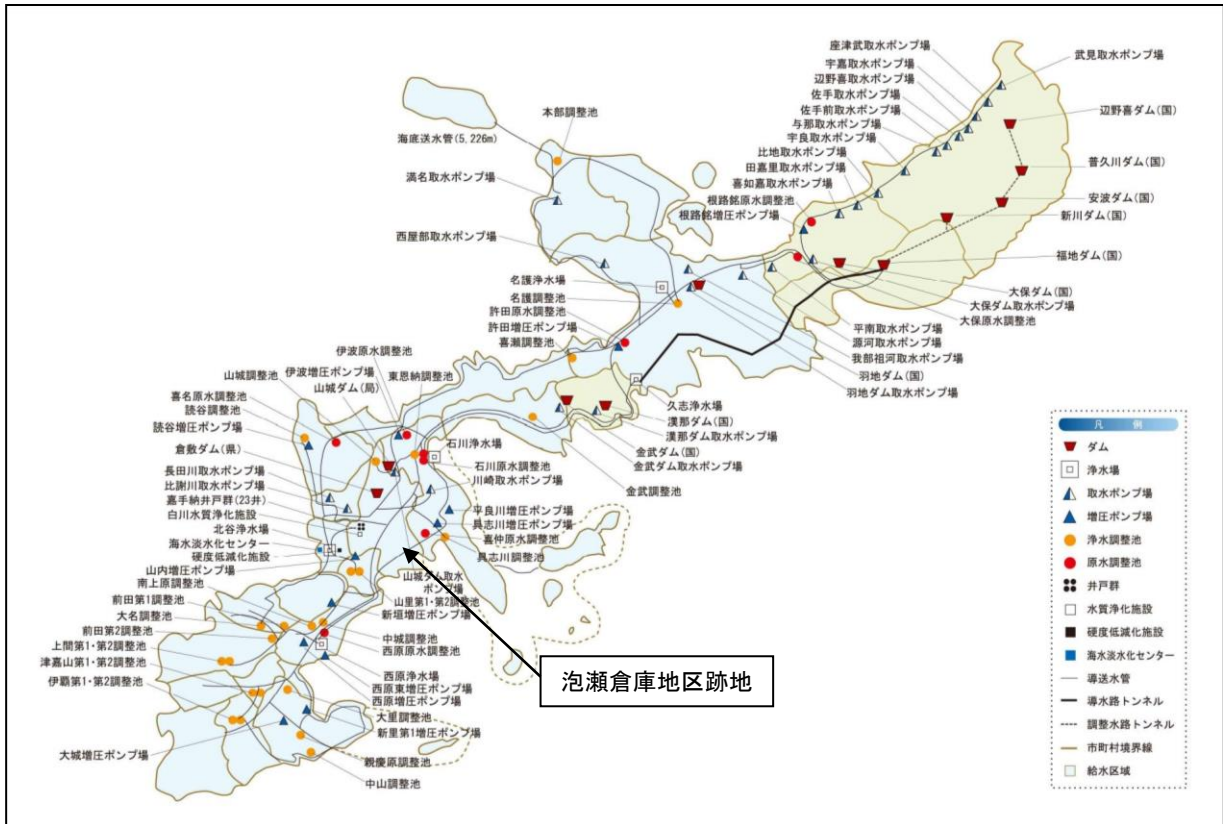 座津武取水ポンプ場
宇嘉取水ポンプ場
辺野喜取水ポンプ場
佐手取水ポンプ場
佐手前取水ポンプ場
与那取水ポンプ場
宇良取水ポンプ場
比地取水ポンプ場
田嘉里取水ポンプ場
喜如嘉取水ポンプ場
根路銘原水調整池
根路銘増圧ポンプ場
武見取水ポンプ場
辺野喜ダム(国)
普久川ダム(国)
安波ダム(国)
新川ダム(国)
福地ダム(国)
大保ダム(国)
大保ダム取水ポンプ場
大保原水調整池
平南取水ポンプ場
源河取水ポンプ場
我部祖河取水ポンプ場
羽地ダム(国)
羽地ダム取水ポンプ場
本部調整池
海底送水管(5,226m)
満名取水ポンプ場
西屋部取水ポンプ場
名護浄水場
名護調整池
許田原水調整池
許田増圧ポンプ場
喜瀬調整池
久志浄水場
漢那ダム(国)
漢那ダム取水ポンプ場
金武ダム(国)
金武ダム取水ポンプ場
金武調整池
伊波原水調整池
伊波増圧ポンプ場
東恩納調整池
山城調整池
山城ダム(局)
喜名原水調整池
読谷調整池
読谷増圧ポンプ場
倉敷ダム(県)
長田川取水ポンプ場
比謝川取水ポンプ場
嘉手納井戸群(23井)
白川水質浄化施設
北谷浄水場
海水淡水化センター
硬度低減化施設
山内増圧ポンプ場
南上原調整池
前田第1調整池
大名調整池
前田第2調整池
上間第1・第2調整池
津嘉山第1・第2調整池
伊覇第1・第2調整池
大城増圧ポンプ場
石川浄水場
石川原水調整池
川崎取水ポンプ場
平良川増圧ポンプ場
具志川増圧ポンプ場
嘉仲原水調整池
具志川調整池
山城ダム取水
ポンプ場
山里第1・第2調整池
新垣増圧ポンプ場
中城調整池
西原原水調整池
西原浄水場
西原東増圧ポンプ場
西原増圧ポンプ場
大里調整池
新里第1増圧ポンプ場
親慶原調整池
中山調整池
泡瀬倉庫地区跡地
凡 例
ダム
浄水場
取水ポンプ場
増圧ポンプ場
浄水調整池
原水調整池
井戸群
水質浄化施設
硬度低減化施設
海水淡水化センター
導送水管
導水路トンネル
調整水路トンネル
市町村境界線
給水区域